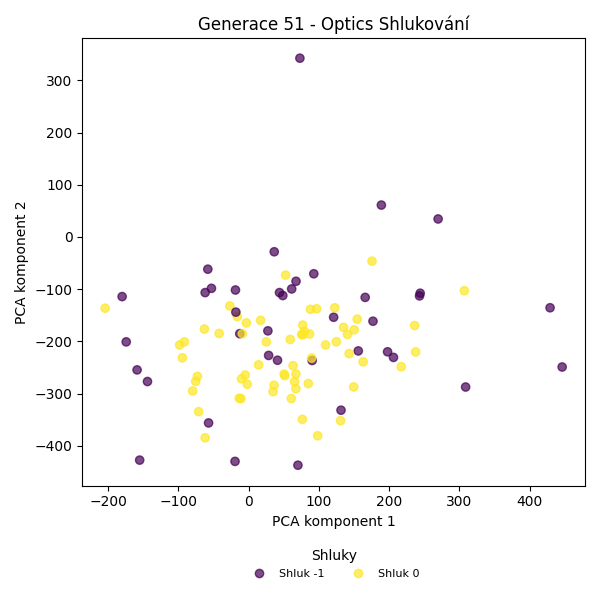 Generace 51 - Optics Shlukování
300
200
100
0
−100
−200
−300
−400
PCA komponent 2
−200 −100 0 100 200 300 400
PCA komponent 1
Shluky
Shluk -1 Shluk 0